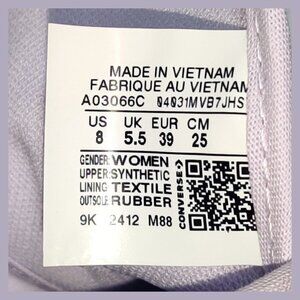 MADE IN VIETNAM
FABRIQUE AU VIETNAM
A03066C 04031MVB7JHS
US UK EUR CM
8 5.5 39 25
GENDER: WOMEN
UPPER: SYNTHETIC
LINING: TEXTILE
OUTSOLE: RUBBER
9K 2412 M88
CONVERSE